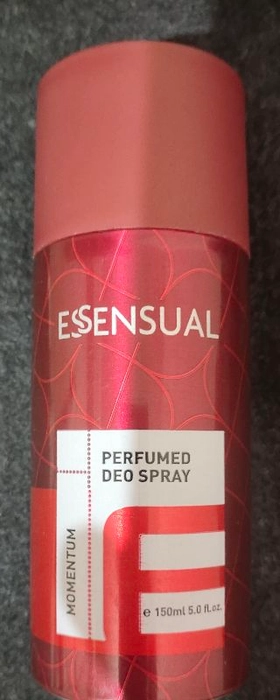 ESSENSUAL
PERFUMED
DEO SPRAY
MOMENTUM
e 150ml 5.0 fl.oz.